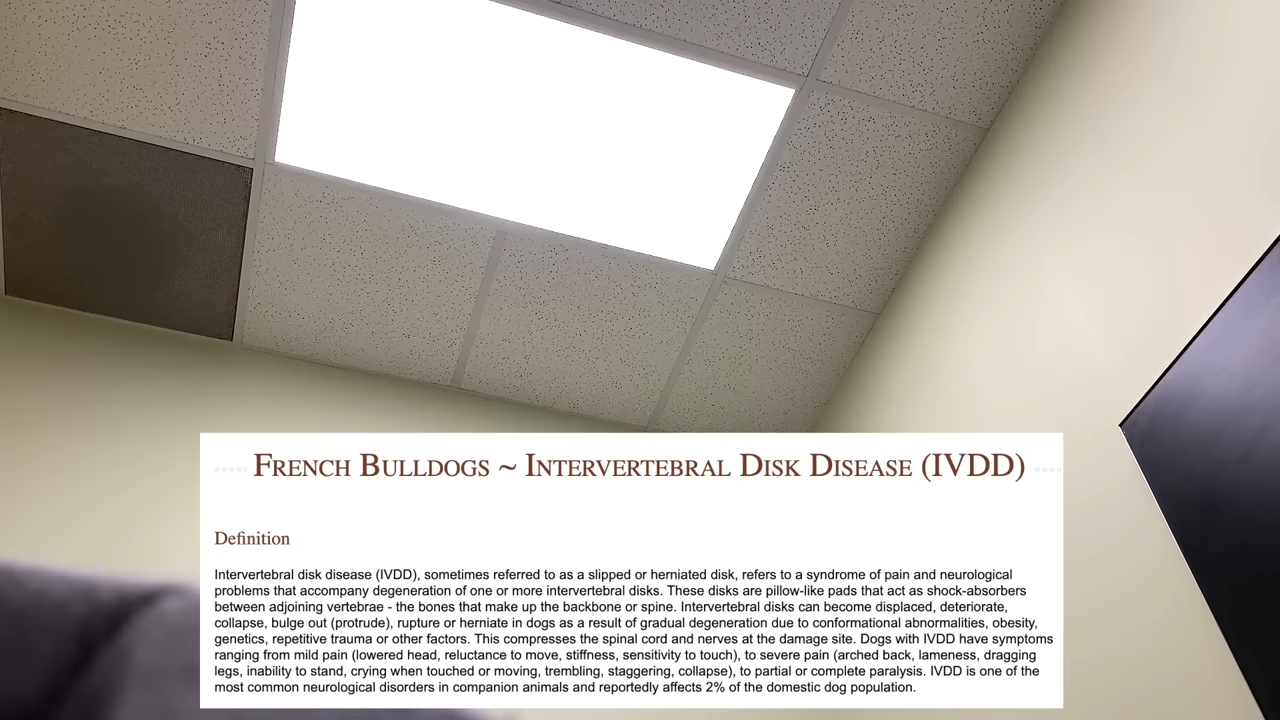 French Bulldogs ~ Intervertebral Disk Disease (IVDD)
Definition
Intervertebral disk disease (IVDD), sometimes referred to as a slipped or herniated disk, refers to a syndrome of pain and neurological
problems that accompany degeneration of one or more intervertebral disks. These disks are pillow-like pads that act as shock-absorbers
between adjoining vertebrae - the bones that make up the backbone or spine. Intervertebral disks can become displaced, deteriorate,
collapse, bulge out (protrude), rupture or herniate in dogs as a result of gradual degeneration due to conformational abnormalities, obesity,
genetics, repetitive trauma or other factors. This compresses the spinal cord and nerves at the damage site. Dogs with IVDD have symptoms
ranging from mild pain (lowered head, reluctance to move, stiffness, sensitivity to touch), to severe pain (arched back, lameness, dragging
legs, inability to stand, crying when touched or moving, trembling, staggering, collapse), to partial or complete paralysis. IVDD is one of the
most common neurological disorders in companion animals and reportedly affects 2% of the domestic dog population.